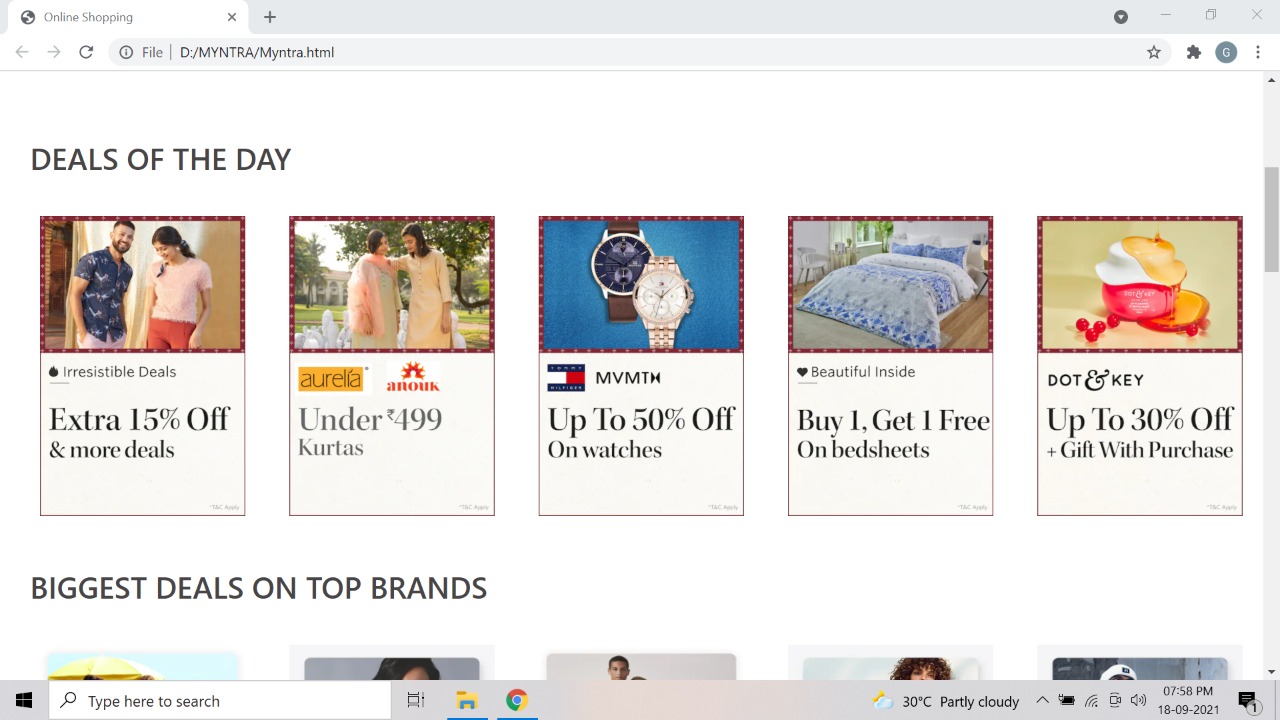 Online Shopping
File
D:/MYNTRA/Myntra.html
G
DEALS OF THE DAY
Irresistible Deals
Extra 15% Off
& more deals
*T&C Apply
aurelia
anouk
Under ₹499
Kurtas
*T&C Apply
TOMMY
HILFIGER
MVMT
Up To 50% Off
On watches
*T&C Apply
Beautiful Inside
Buy 1, Get 1 Free
On bedsheets
*T&C Apply
DOT & KEY
DOT & KEY
Up To 30% Off
+ Gift With Purchase
*T&C Apply
BIGGEST DEALS ON TOP BRANDS
Type here to search
30°C Partly cloudy
07:58 PM
18-09-2021
1